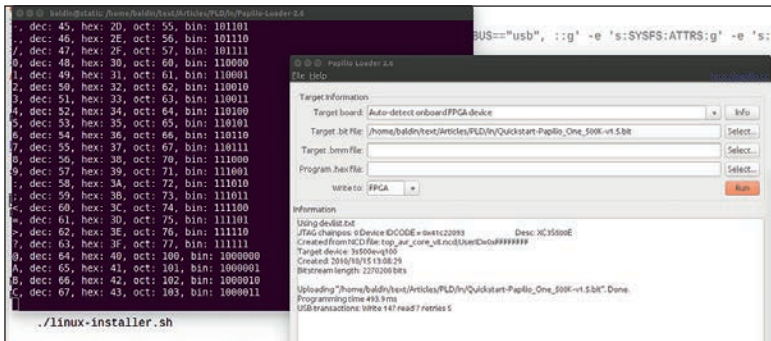 baldin@static: /home/baldin/text/Articles/PLD/in/Papilio-Loader-2.6
-, dec: 45, hex: 2D, oct: 55, bin: 101101
., dec: 46, hex: 2E, oct: 56, bin: 101110
/, dec: 47, hex: 2F, oct: 57, bin: 101111
0, dec: 48, hex: 30, oct: 60, bin: 110000
1, dec: 49, hex: 31, oct: 61, bin: 110001
2, dec: 50, hex: 32, oct: 62, bin: 110010
3, dec: 51, hex: 33, oct: 63, bin: 110011
4, dec: 52, hex: 34, oct: 64, bin: 110100
5, dec: 53, hex: 35, oct: 65, bin: 110101
6, dec: 54, hex: 36, oct: 66, bin: 110110
7, dec: 55, hex: 37, oct: 67, bin: 110111
8, dec: 56, hex: 38, oct: 70, bin: 111000
9, dec: 57, hex: 39, oct: 71, bin: 111001
:, dec: 58, hex: 3A, oct: 72, bin: 111010
;, dec: 59, hex: 3B, oct: 73, bin: 111011
<, dec: 60, hex: 3C, oct: 74, bin: 111100
=, dec: 61, hex: 3D, oct: 75, bin: 111101
>, dec: 62, hex: 3E, oct: 76, bin: 111110
?, dec: 63, hex: 3F, oct: 77, bin: 111111
@, dec: 64, hex: 40, oct: 100, bin: 1000000
A, dec: 65, hex: 41, oct: 101, bin: 1000001
B, dec: 66, hex: 42, oct: 102, bin: 1000010
C, dec: 67, hex: 43, oct: 103, bin: 1000011
./linux-installer.sh
BUS=="usb", ::g' -e 's:SYSFS:ATTRS:g' -e 's:
Papilio Loader 2.6
File Help
Target Information
Target board: Auto-detect onboard FPGA device Info
Target .bit file: /home/baldin/text/Articles/PLD/in/Quickstart-Papilio_One_500K-v1.5.bit Select...
Target .bmm file: Select...
Program .hex file: Select...
Write to: FPGA Run
Information
Using devlist.txt
JTAG chainpos: 0 Device IDCODE = 0x41c22093 Desc: XC3S500E
Created from NCD file: top_avr_core_v8.ncd;UserID=0xFFFFFFFF
Target device: 3s500evq100
Created: 2010/10/15 13:08:29
Bitstream length: 2270208 bits
Uploading "/home/baldin/text/Articles/PLD/in/Quickstart-Papilio_One_500K-v1.5.bit". Done.
Programming time 493.9 ms
USB transactions: Write 147 read 7 retries 5